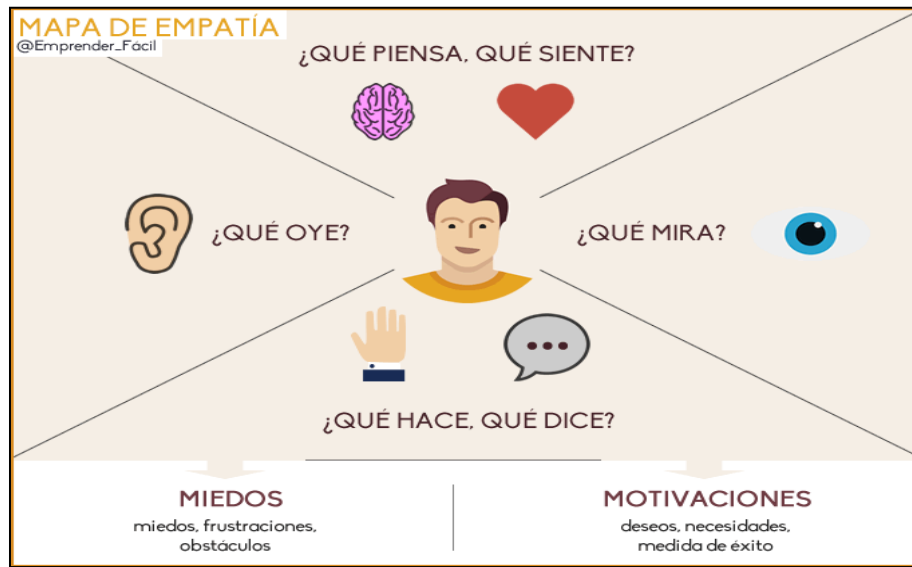 MAPA DE EMPATÍA
@Emprender_Fácil
¿QUÉ PIENSA, QUÉ SIENTE?
¿QUÉ OYE?
¿QUÉ MIRA?
¿QUÉ HACE, QUÉ DICE?
MIEDOS
miedos, frustraciones,
obstáculos
MOTIVACIONES
deseos, necesidades,
medida de éxito